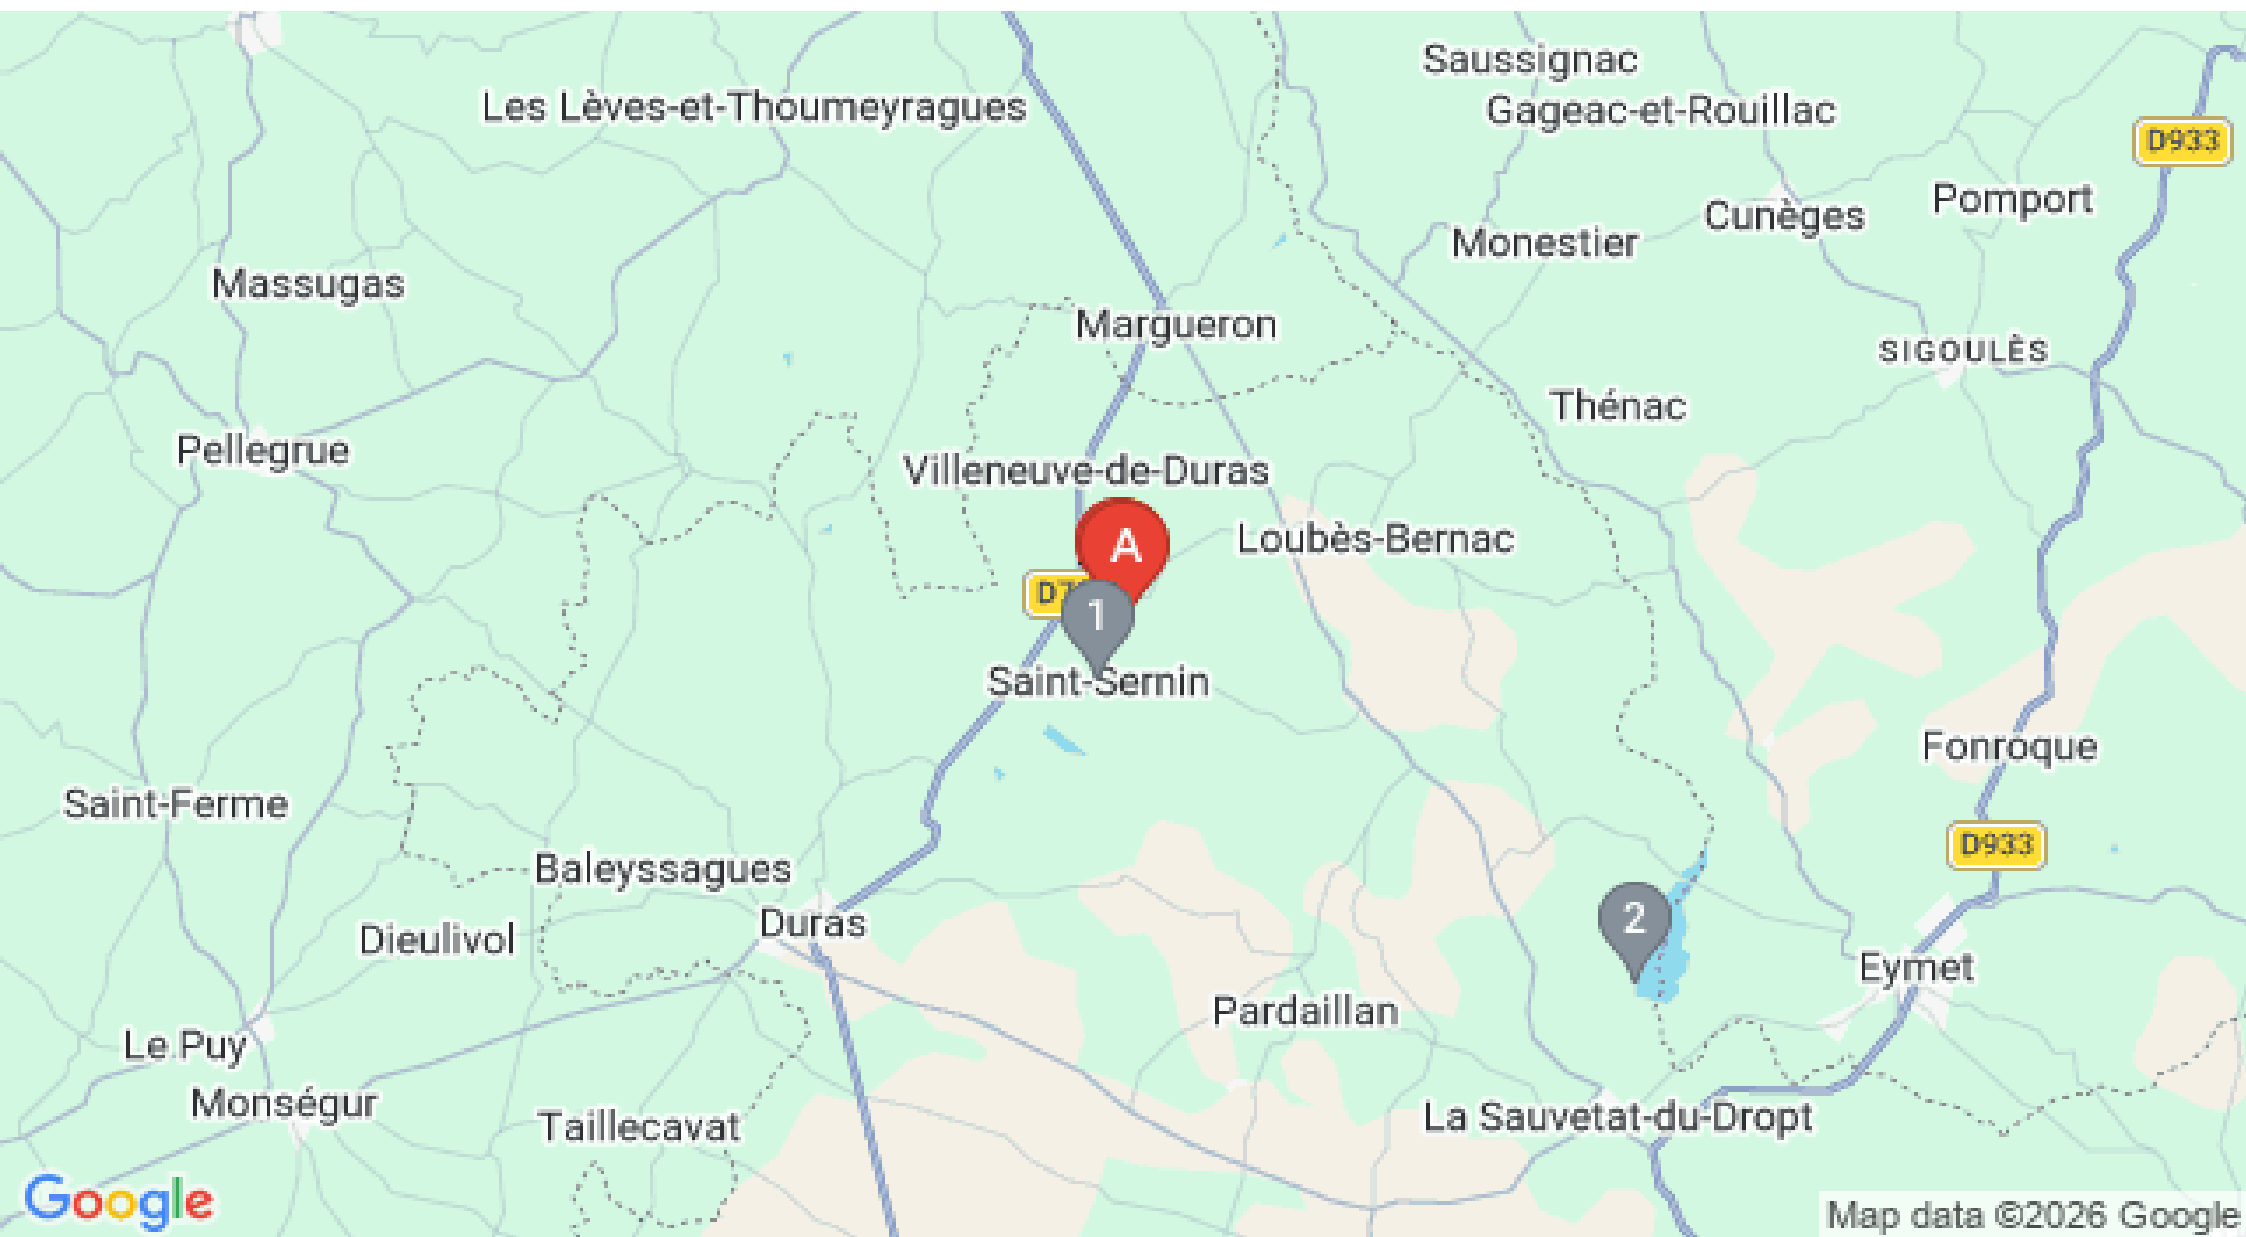 Saussignac
Les Lèves-et-Thoumeyragues
Gageac-et-Rouillac
D933
Pomport
Cunèges
Monestier
Massugas
Margueron
SIGOULÈS
Thénac
Pellegrue
Villeneuve-de-Duras
A
Loubès-Bernac
1
Saint-Sernin
Fonroque
Saint-Ferme
D933
Baleyssagues
2
Duras
Dieulivol
Eymet
Pardaillan
Le Puy
Monségur
La Sauvetat-du-Dropt
Taillecavat
Google
Map data ©2026 Google